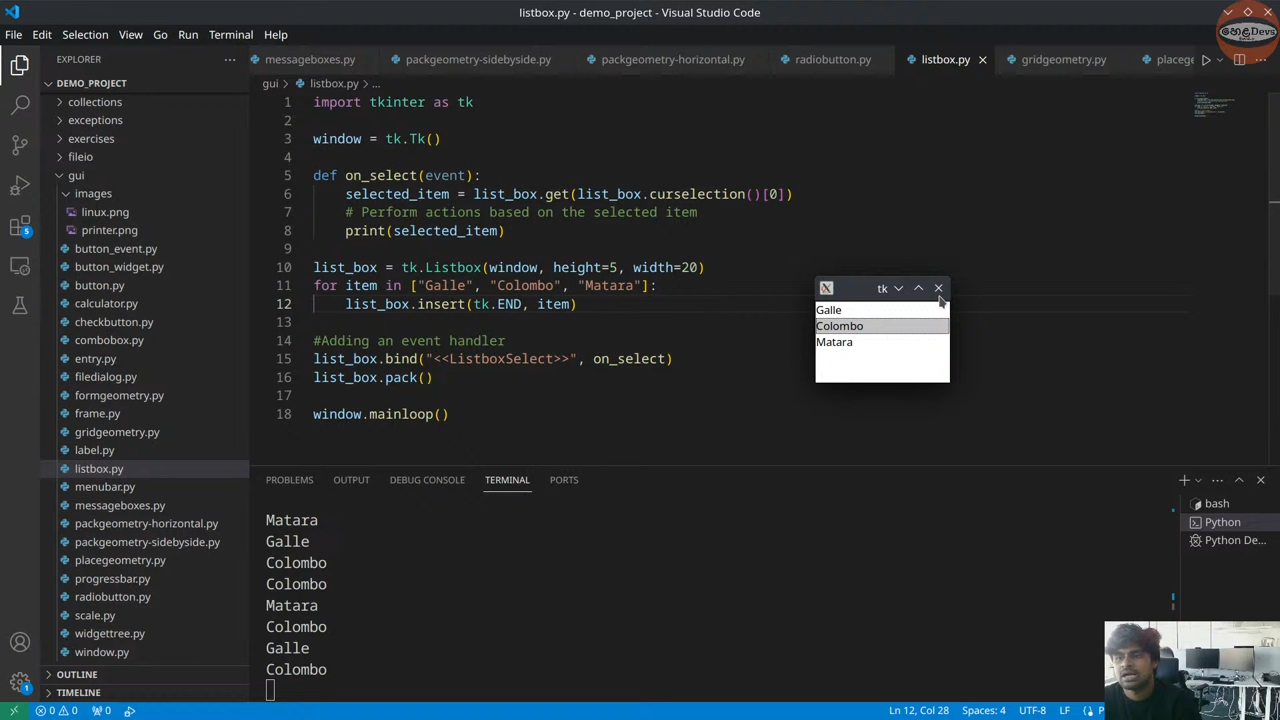 listbox.py - demo_project - Visual Studio Code
File Edit Selection View Go Run Terminal Help
හෙළDevs
EXPLORER
messageboxes.py packgeometry-sidebyside.py packgeometry-horizontal.py radiobutton.py listbox.py gridgeometry.py placege
DEMO_PROJECT
gui listbox.py ...
collections
exceptions
exercises
fileio
gui
images
linux.png
printer.png
button_event.py
button_widget.py
button.py
calculator.py
checkbutton.py
combobox.py
entry.py
filedialog.py
formgeometry.py
frame.py
gridgeometry.py
label.py
listbox.py
menubar.py
messageboxes.py
packgeometry-horizontal.py
packgeometry-sidebyside.py
placegeometry.py
progressbar.py
radiobutton.py
scale.py
widgettree.py
window.py
OUTLINE
TIMELINE
5
1
1 import tkinter as tk
2
3 window = tk.Tk()
4
5 def on_select(event):
6 selected_item = list_box.get(list_box.curselection()[0])
7 # Perform actions based on the selected item
8 print(selected_item)
9
10 list_box = tk.Listbox(window, height=5, width=20)
11 for item in ["Galle", "Colombo", "Matara"]:
12 list_box.insert(tk.END, item)
13
14 #Adding an event handler
15 list_box.bind("<<ListboxSelect>>", on_select)
16 list_box.pack()
17
18 window.mainloop()
tk
Galle
Colombo
Matara
PROBLEMS OUTPUT DEBUG CONSOLE TERMINAL PORTS
Matara
Galle
Colombo
Colombo
Matara
Colombo
Galle
Colombo
bash
Python
Python De...
0 0 0 Ln 12, Col 28 Spaces: 4 UTF-8 LF